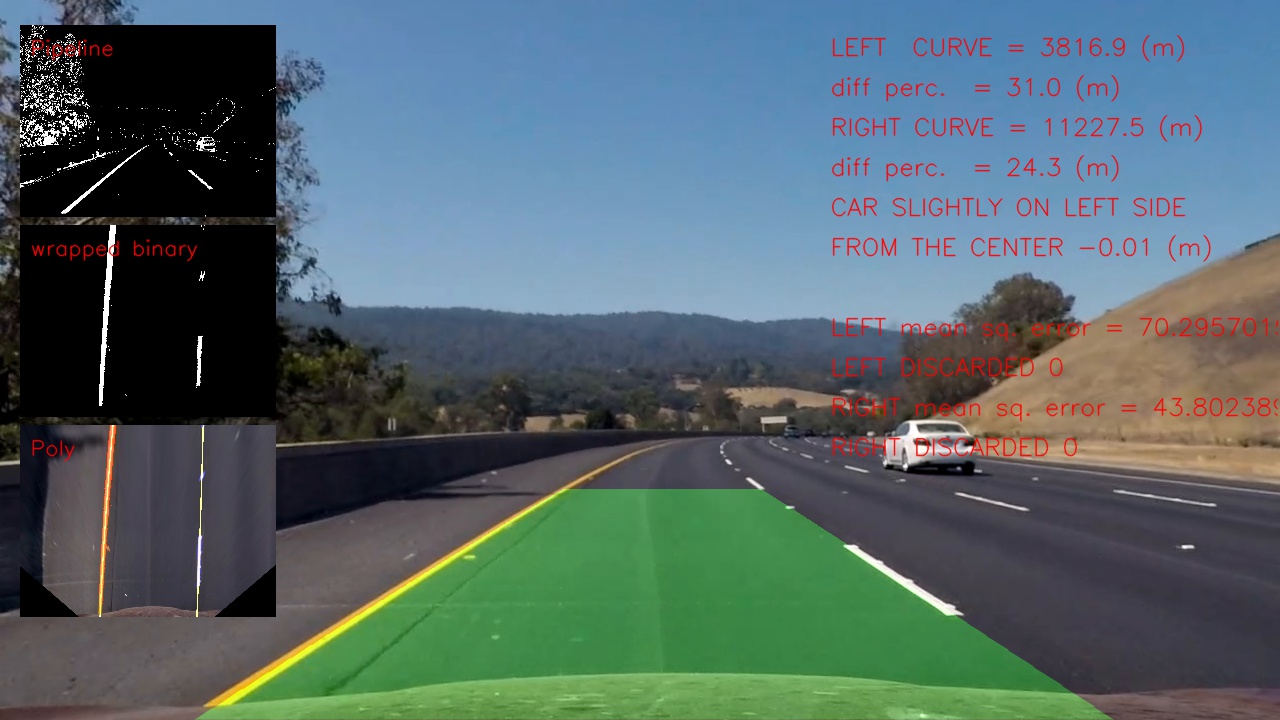 Pipeline
wrapped binary
Poly
LEFT CURVE = 3816.9 (m)
diff perc. = 31.0 (m)
RIGHT CURVE = 11227.5 (m)
diff perc. = 24.3 (m)
CAR SLIGHTLY ON LEFT SIDE
FROM THE CENTER -0.01 (m)
LEFT mean sq. error = 70.295701
LEFT DISCARDED 0
RIGHT mean sq. error = 43.802389
RIGHT DISCARDED 0